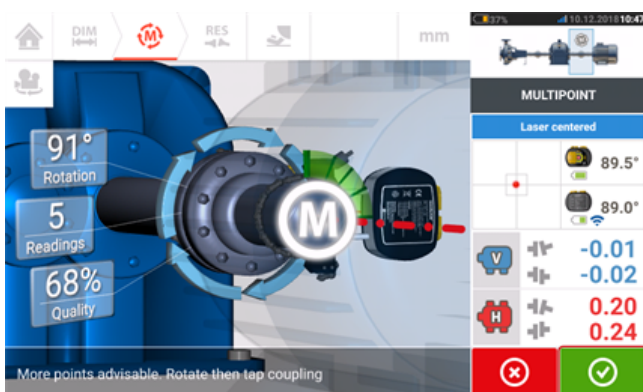 37% 10.12.2018 10:47
DIM M RES mm
MULTIPOINT
Laser centered
91°
Rotation
5
Readings
68%
Quality
M
89.5°
89.0°
V -0.01
-0.02
H 0.20
0.24
More points advisable. Rotate then tap coupling